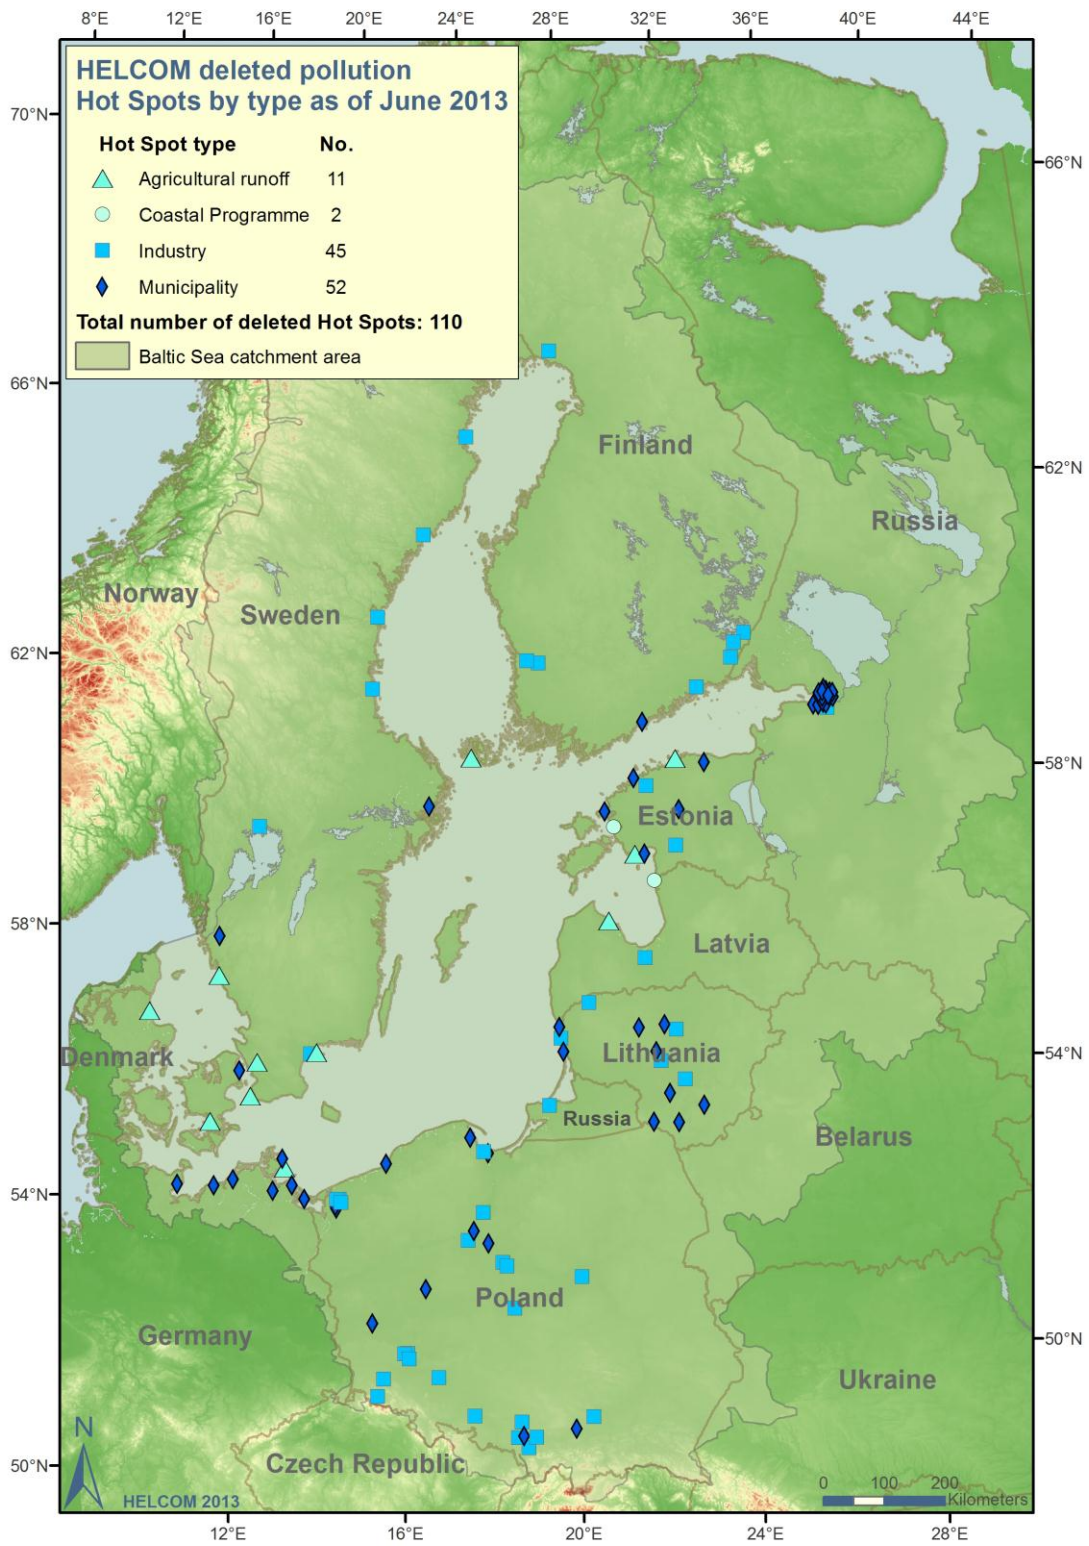 8°E 12°E 16°E 20°E 24°E 28°E 32°E 36°E 40°E 44°E
HELCOM deleted pollution
Hot Spots by type as of June 2013
Hot Spot type No.
Agricultural runoff 11
Coastal Programme 2
Industry 45
Municipality 52
Total number of deleted Hot Spots: 110
Baltic Sea catchment area
70°N
66°N
66°N
Finland
62°N
Russia
Norway
Sweden
62°N
58°N
Estonia
58°N
Latvia
Denmark
Lithuania
54°N
Russia
Belarus
54°N
Poland
Germany
50°N
Ukraine
N
Czech Republic
50°N
0 100 200
Kilometers
HELCOM 2013
12°E 16°E 20°E 24°E 28°E